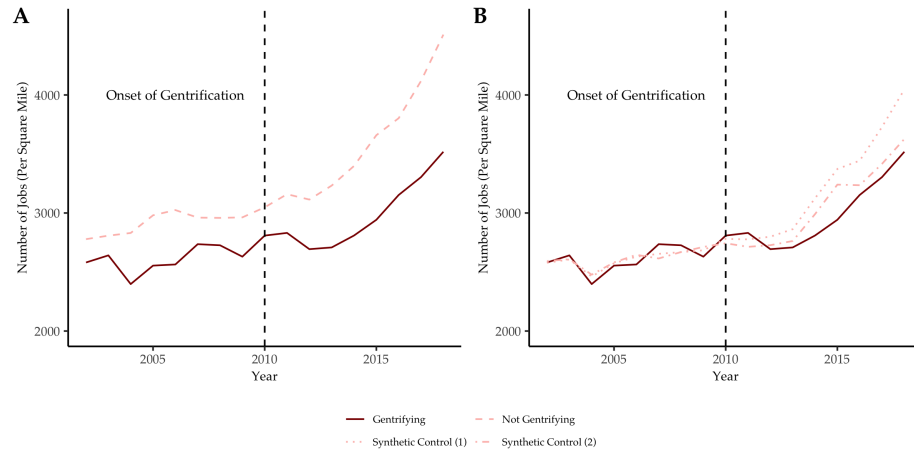 A
B
Number of Jobs (Per Square Mile)
4000
3000
2000
Onset of Gentrification
2005
2010
2015
Year
Number of Jobs (Per Square Mile)
4000
3000
2000
Onset of Gentrification
2005
2010
2015
Year
Gentrifying
Not Gentrifying
Synthetic Control (1)
Synthetic Control (2)